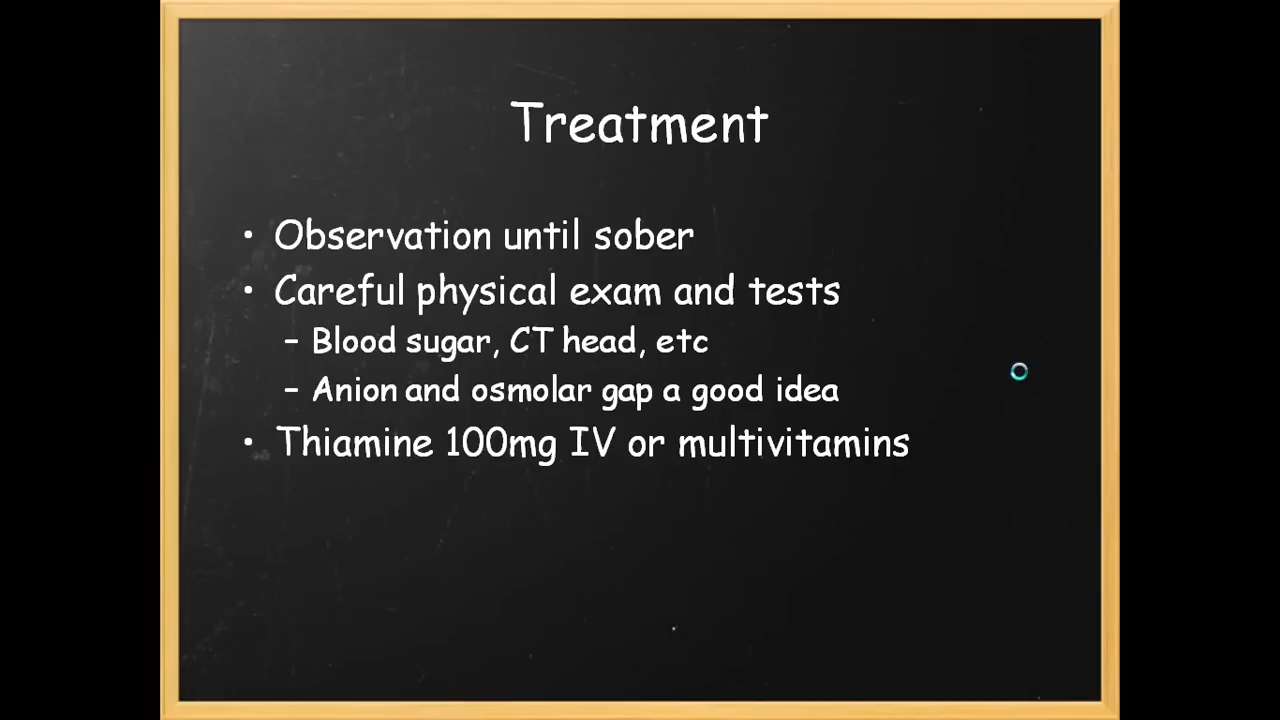 Treatment
• Observation until sober
• Careful physical exam and tests
– Blood sugar, CT head, etc
– Anion and osmolar gap a good idea
• Thiamine 100mg IV or multivitamins